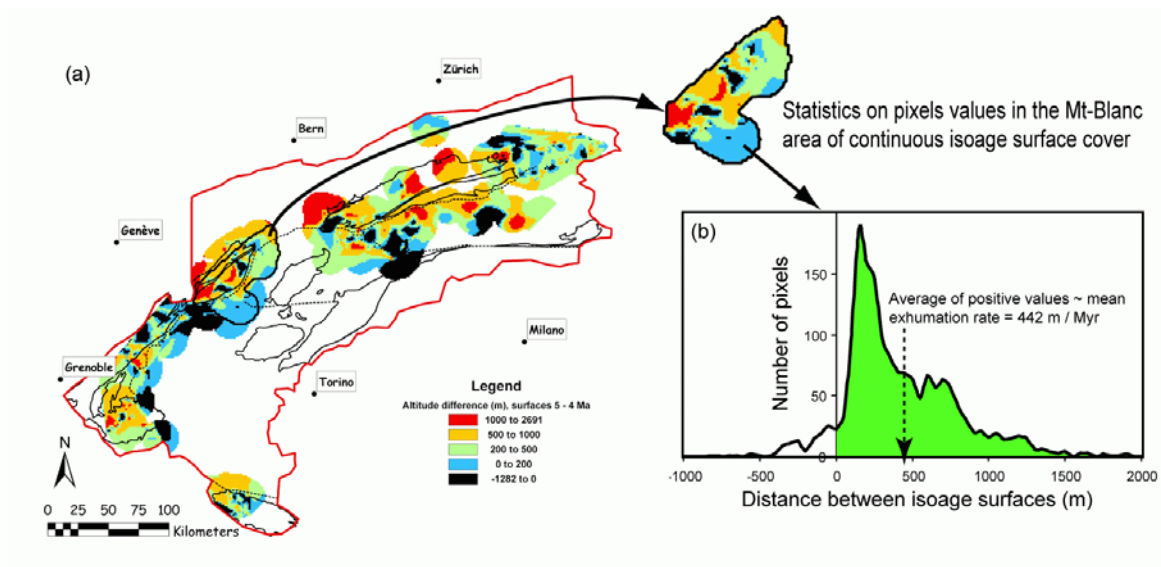 (a)
Zürich
Bern
Genève
Grenoble
Torino
Milano
N
0 25 50 75 100
Kilometers
Legend
Altitude difference (m), surfaces 5 - 4 Ma
1000 to 2691
500 to 1000
200 to 500
0 to 200
-1282 to 0
Statistics on pixels values in the Mt-Blanc
area of continuous isoage surface cover
(b)
Number of pixels
150
100
50
0
Average of positive values ~ mean
exhumation rate = 442 m / Myr
-1000 -500 0 500 1000 1500 2000
Distance between isoage surfaces (m)